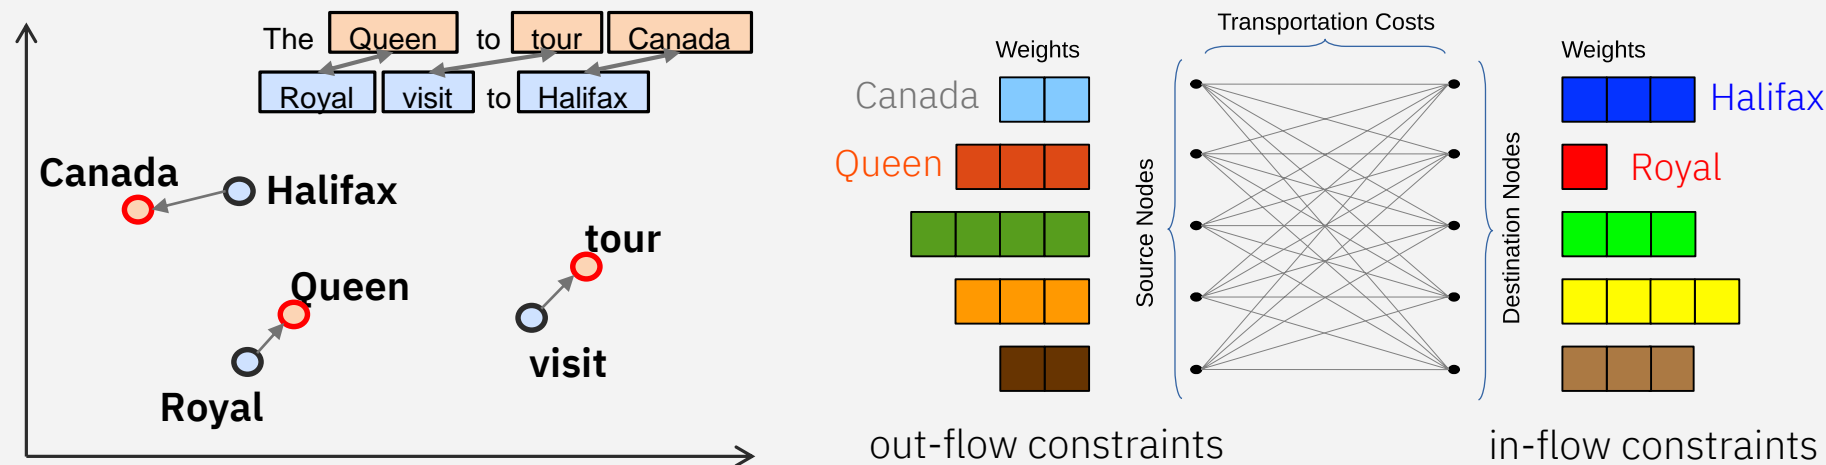 The Queen to tour Canada
Royal visit to Halifax
Canada
Halifax
tour
Queen
visit
Royal
Transportation Costs
Weights
Weights
Canada
Halifax
Queen
Royal
Source Nodes
Destination Nodes
out-flow constraints
in-flow constraints